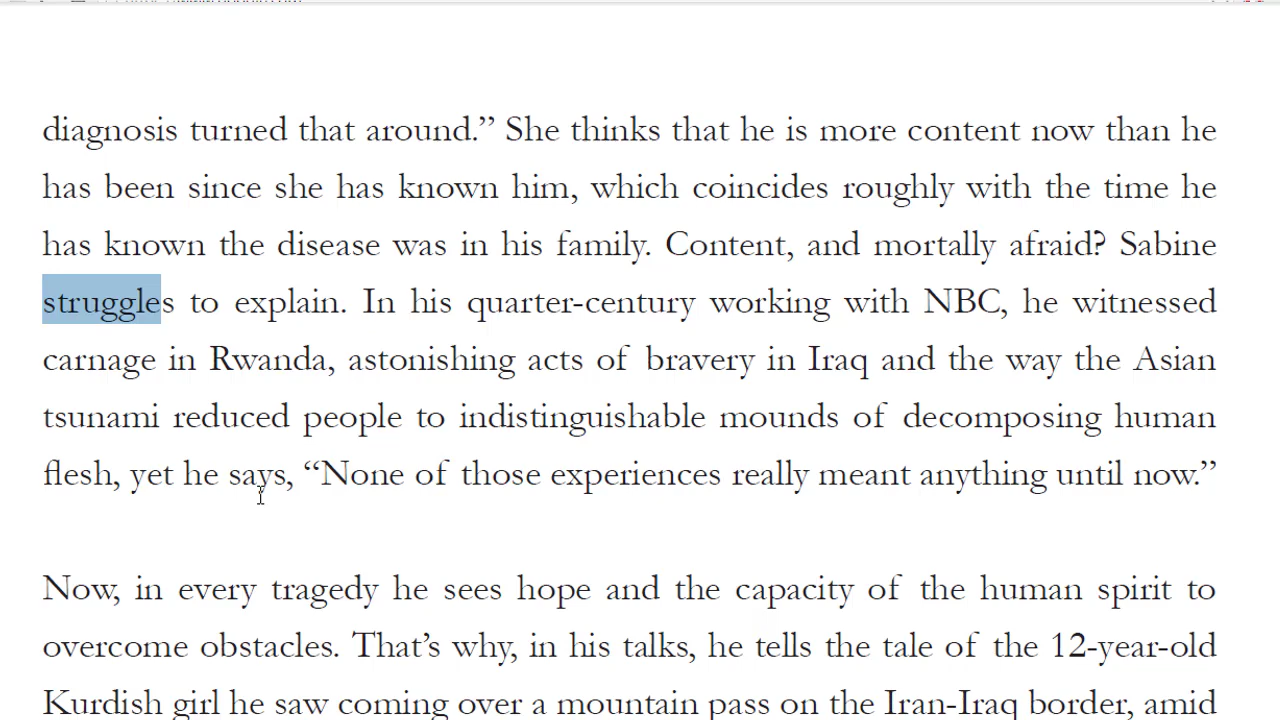 diagnosis turned that around.” She thinks that he is more content now than he
has been since she has known him, which coincides roughly with the time he
has known the disease was in his family. Content, and mortally afraid? Sabine
struggles to explain. In his quarter-century working with NBC, he witnessed
carnage in Rwanda, astonishing acts of bravery in Iraq and the way the Asian
tsunami reduced people to indistinguishable mounds of decomposing human
flesh, yet he says, “None of those experiences really meant anything until now.”
Now, in every tragedy he sees hope and the capacity of the human spirit to
overcome obstacles. That’s why, in his talks, he tells the tale of the 12-year-old
Kurdish girl he saw coming over a mountain pass on the Iran-Iraq border, amid